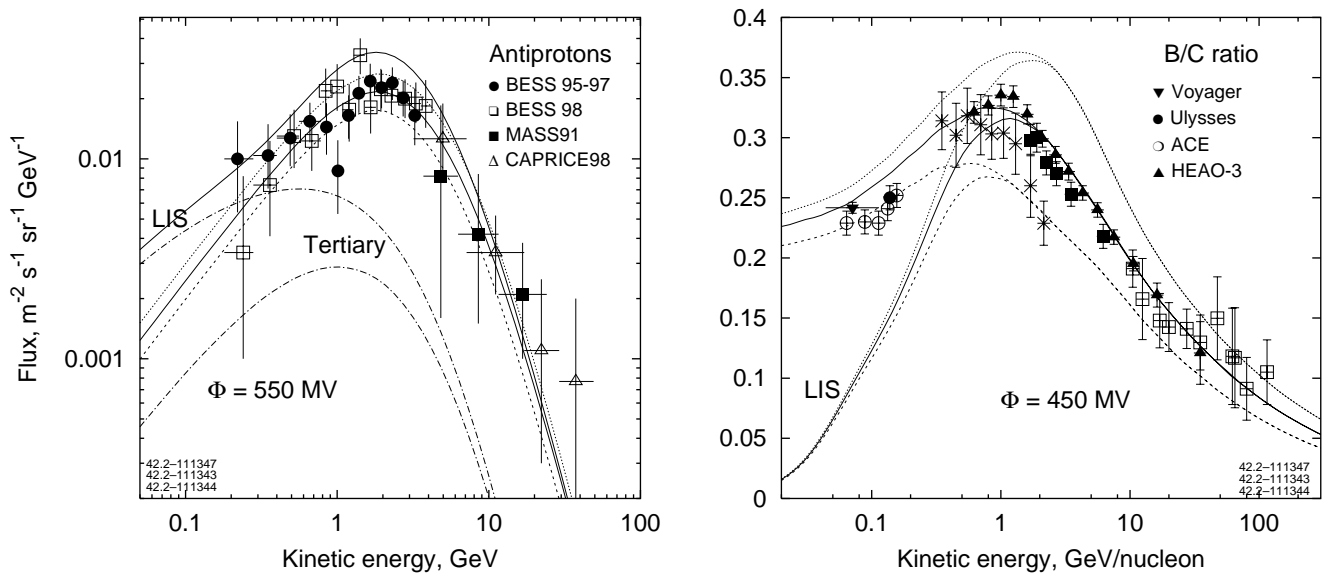 Antiprotons
BESS 95-97
BESS 98
MASS91
CAPRICE98
LIS
Tertiary
Φ = 550 MV
42.2–111347
42.2–111343
42.2–111344
0.01
0.001
Flux, m⁻² s⁻¹ sr⁻¹ GeV⁻¹
0.1 1 10 100
Kinetic energy, GeV
B/C ratio
Voyager
Ulysses
ACE
HEAO-3
LIS
Φ = 450 MV
42.2–111347
42.2–111343
42.2–111344
0.4
0.35
0.3
0.25
0.2
0.15
0.1
0.05
0
0.1 1 10 100
Kinetic energy, GeV/nucleon